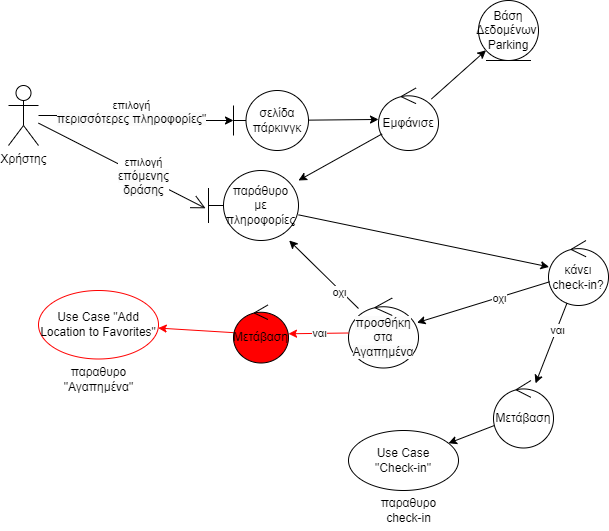 Βάση
Δεδομένων
Parking
επιλογή
περισσότερες πληροφορίες"
σελίδα
πάρκινγκ
Εμφάνισε
Χρήστης
επιλογή
επόμενης
δράσης
παράθυρο
με
πληροφορίες
κάνει
check-in?
οχι
οχι
Use Case "Add
Location to Favorites"
Μετάβαση
ναι
προσθήκη
στα
Αγαπημένα
ναι
παραθυρο
"Αγαπημένα"
Μετάβαση
Use Case
"Check-in"
παραθυρο
check-in